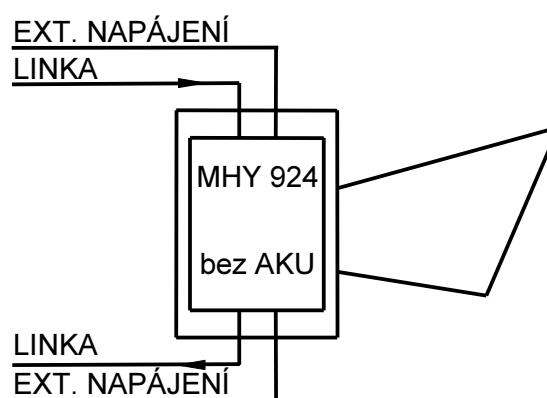 EXT. NAPÁJENÍ
LINKA
MHY 924
bez AKU
LINKA
EXT. NAPÁJENÍ